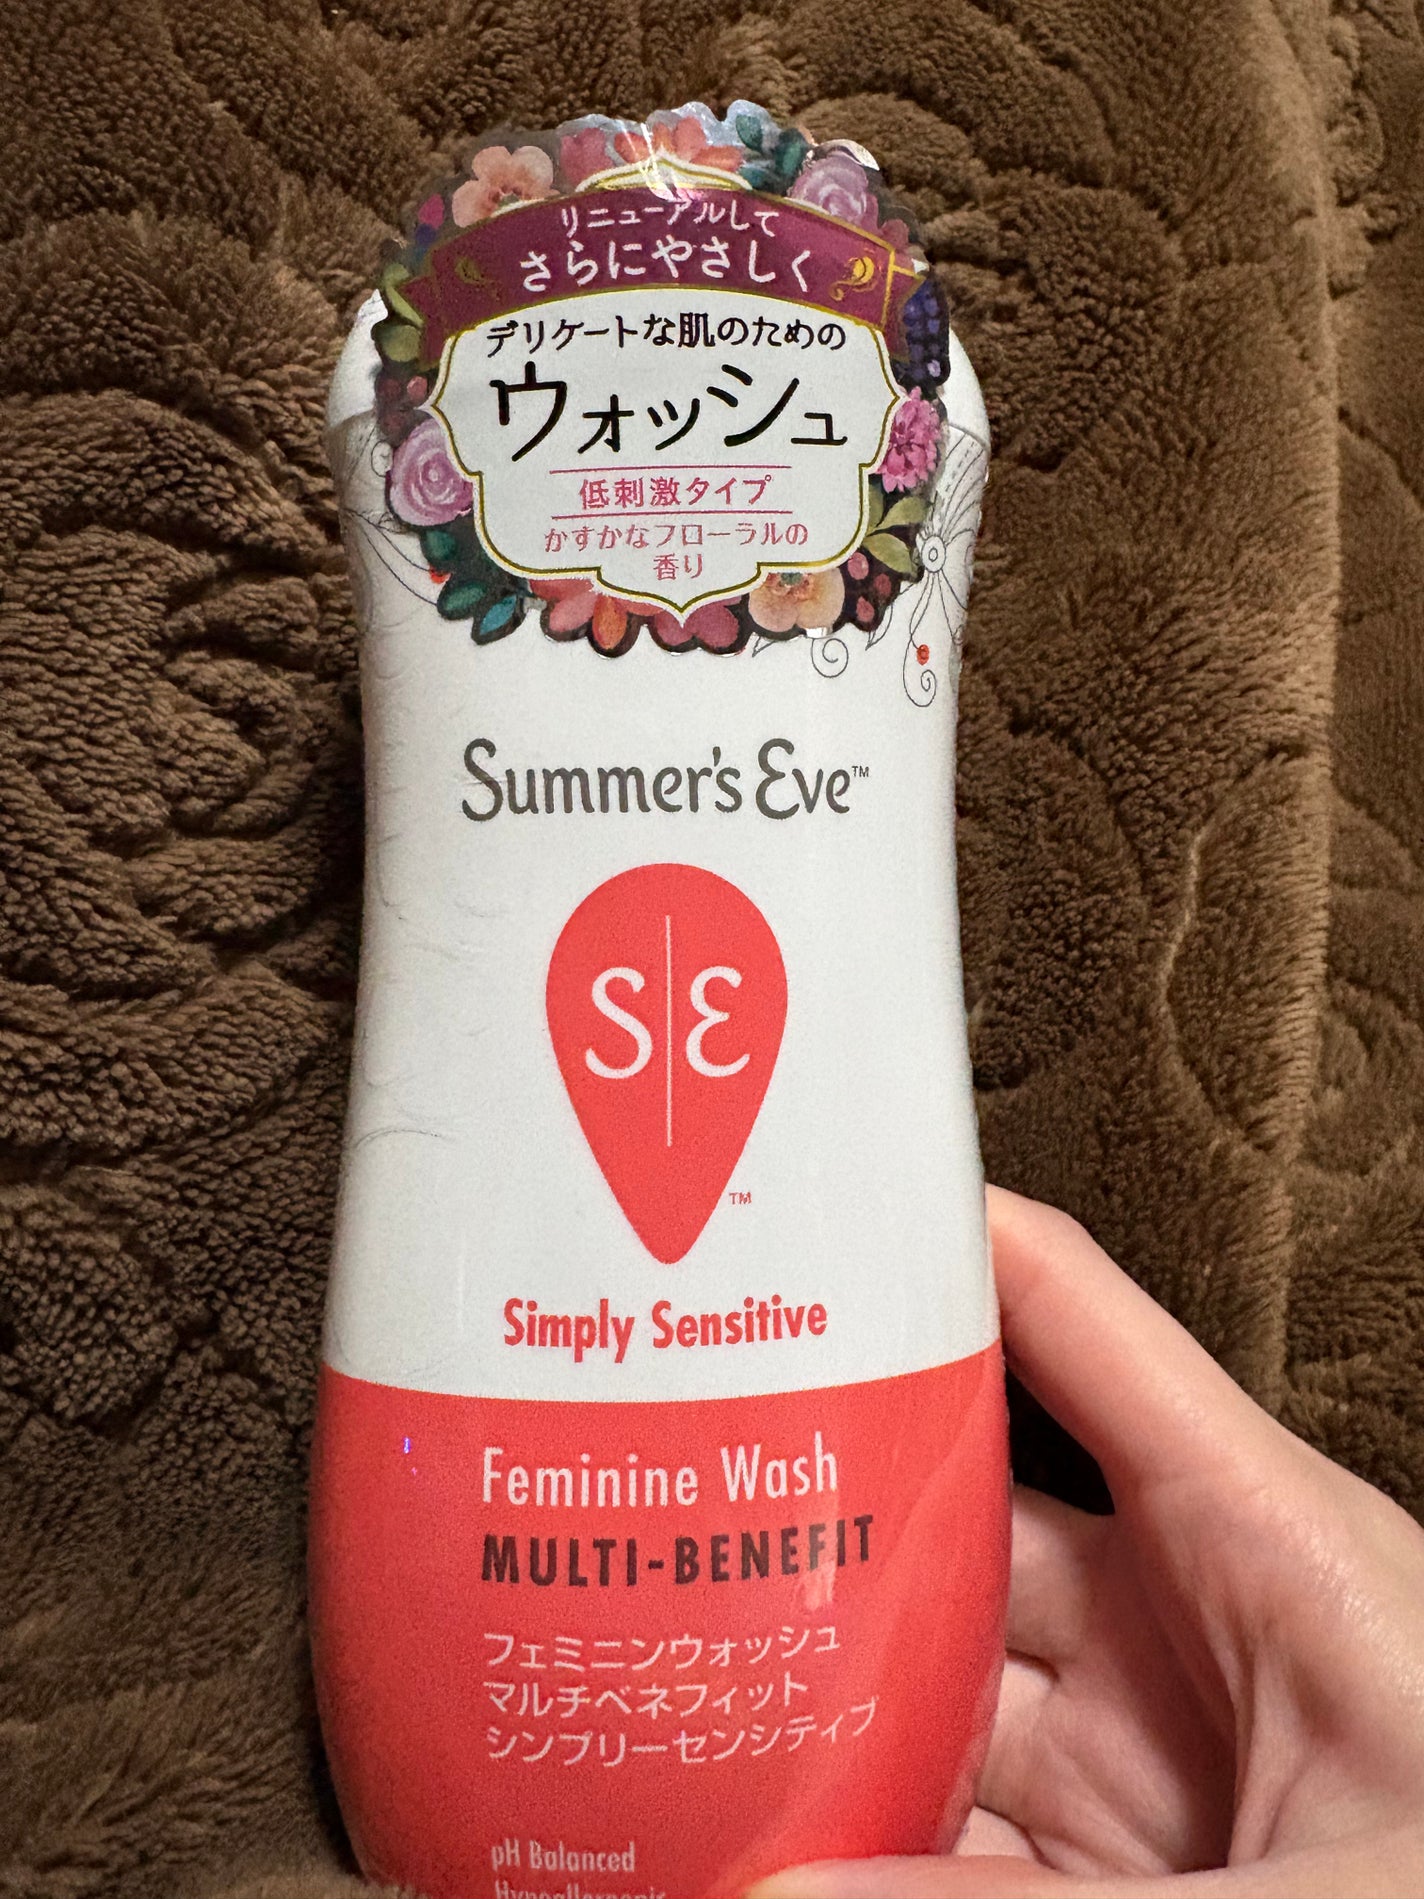 リニューアルして
さらにやさしく
デリケートな肌のための
ウォッシュ
低刺激タイプ
かすかなフローラルの
香り
Summer's Eve™
S|E
™
Simply Sensitive
Feminine Wash
MULTI-BENEFIT
フェミニンウォッシュ
マルチベネフィット
シンプリーセンシティブ
pH Balanced
Hypoallergenic